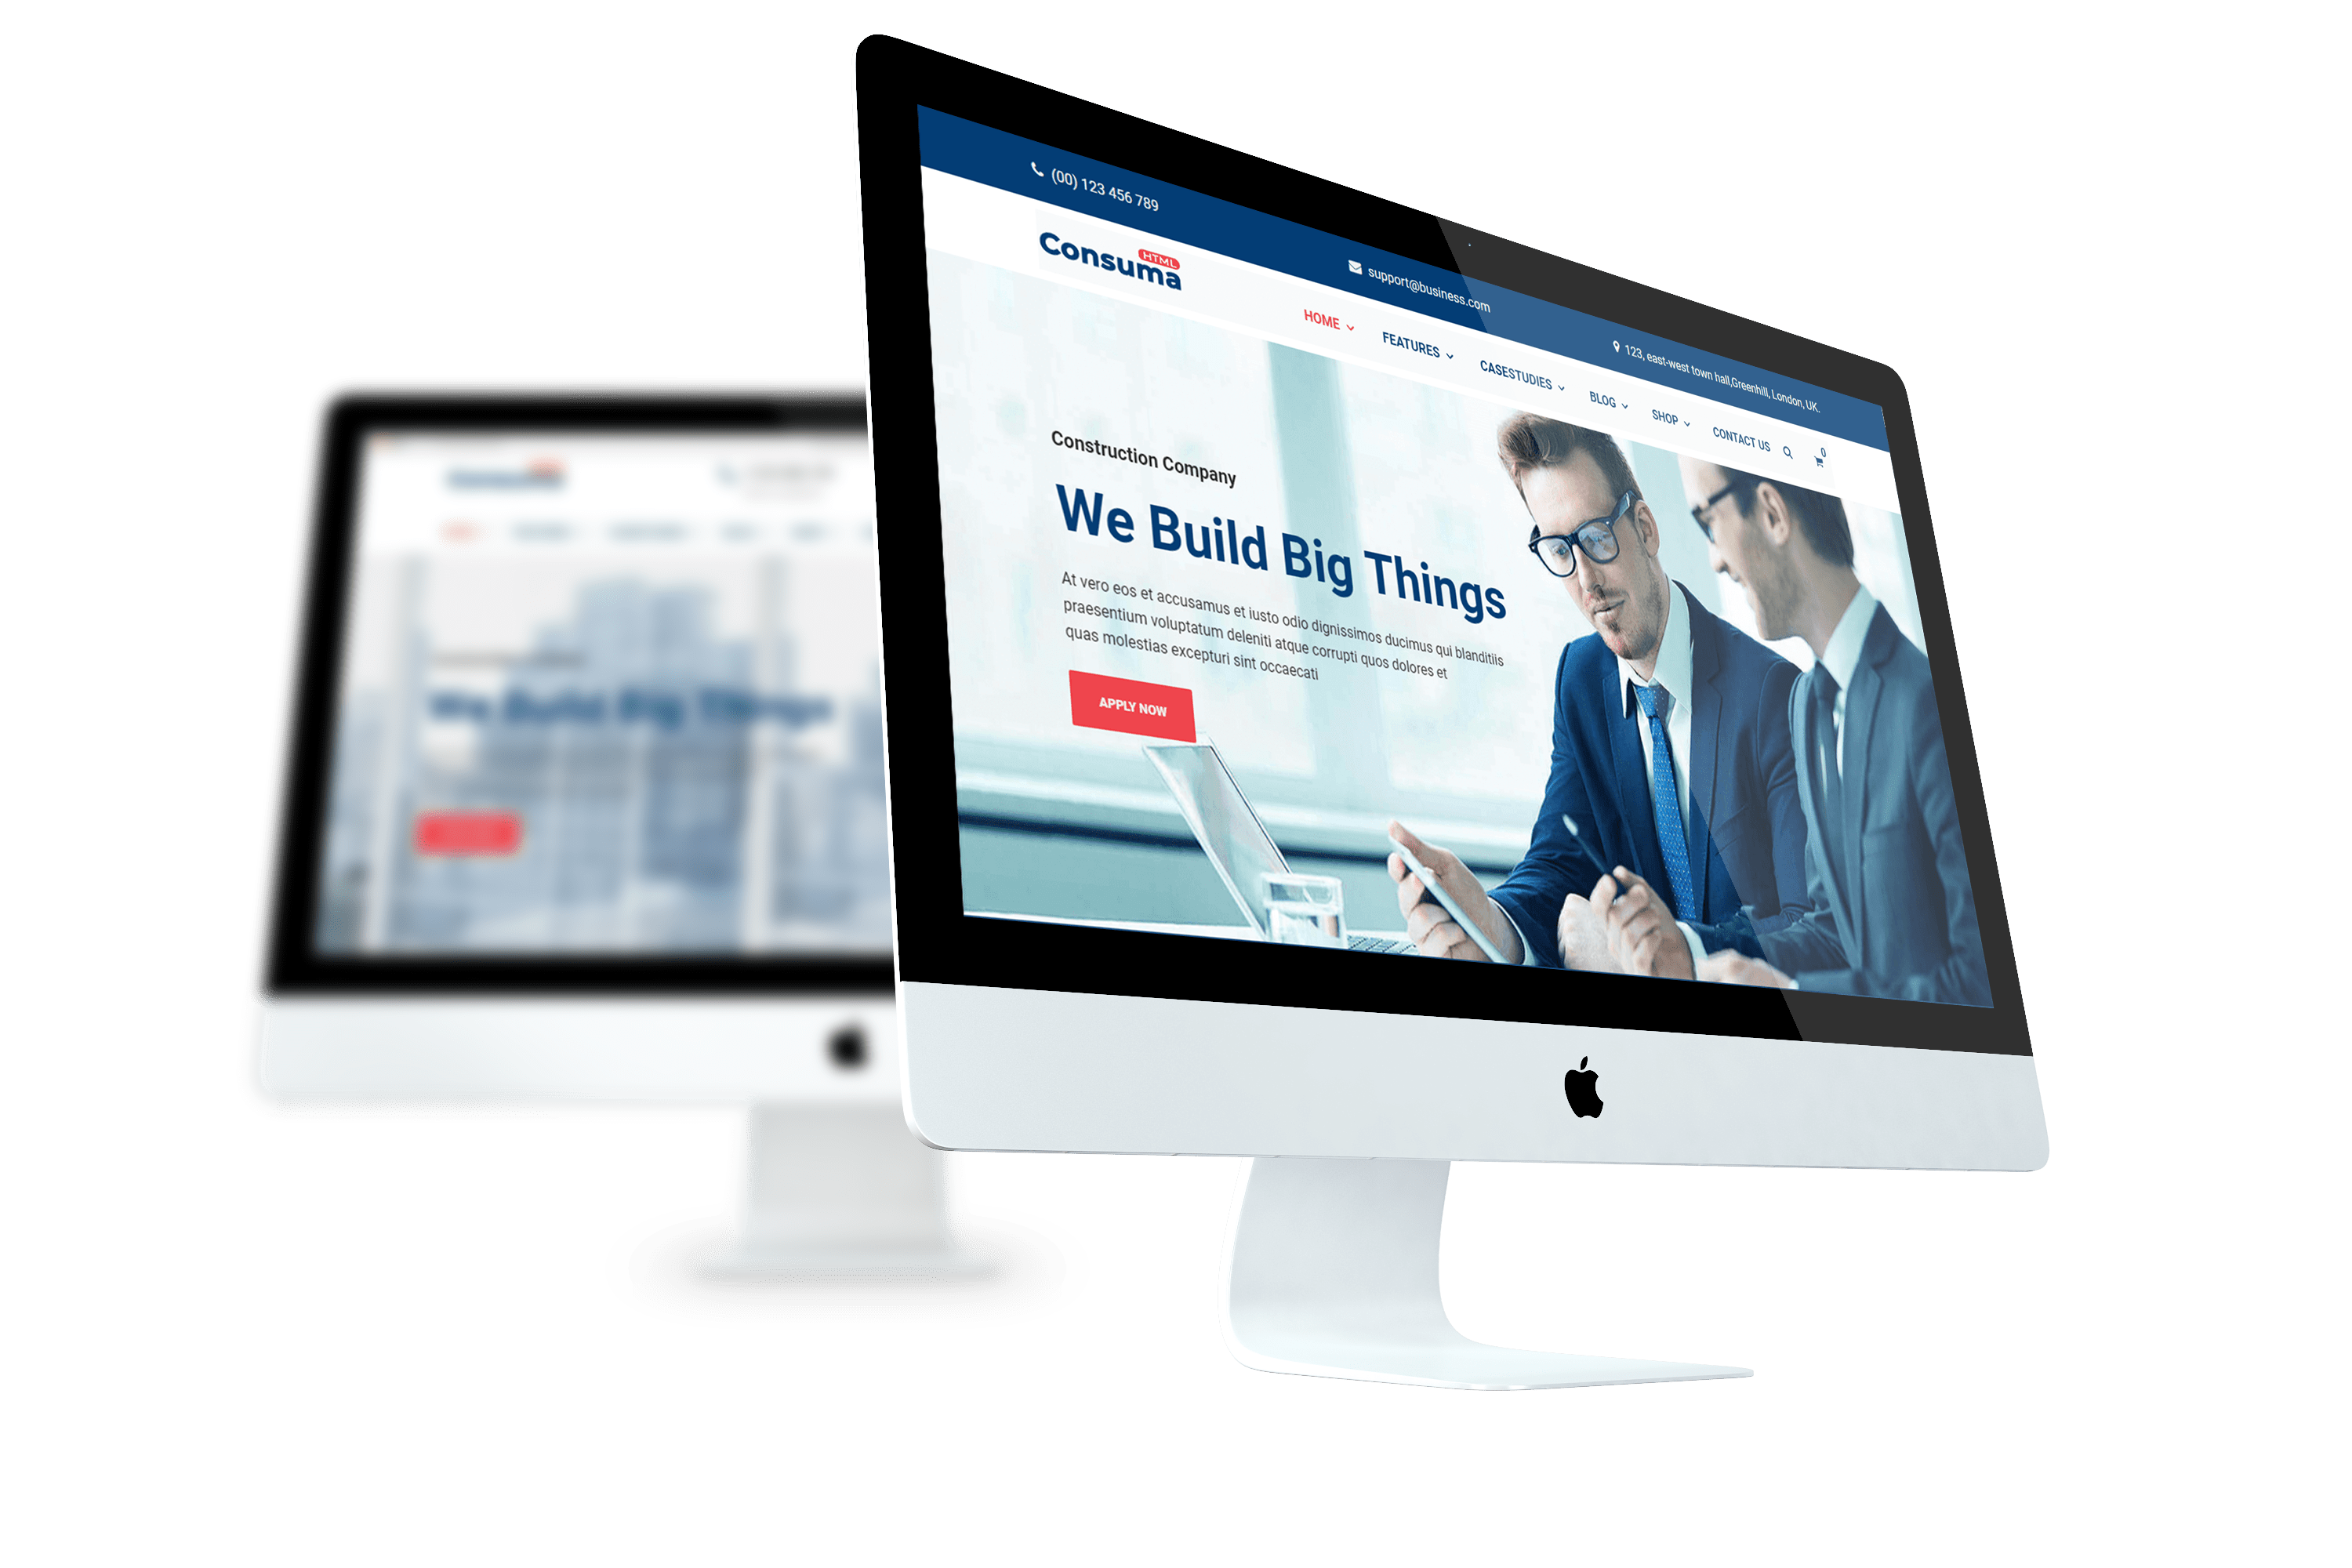 (00) 123 456 789
support@business.com
123, east-west town hall,Greenhill, London, UK.
Consuma
HTML
HOME
FEATURES
CASESTUDIES
BLOG
SHOP
CONTACT US
0
Construction Company
We Build Big Things
At vero eos et accusamus et iusto odio dignissimos ducimus qui blanditiis
praesentium voluptatum deleniti atque corrupti quos dolores et
quas molestias excepturi sint occaecati
APPLY NOW
Consuma
We Build Big Things